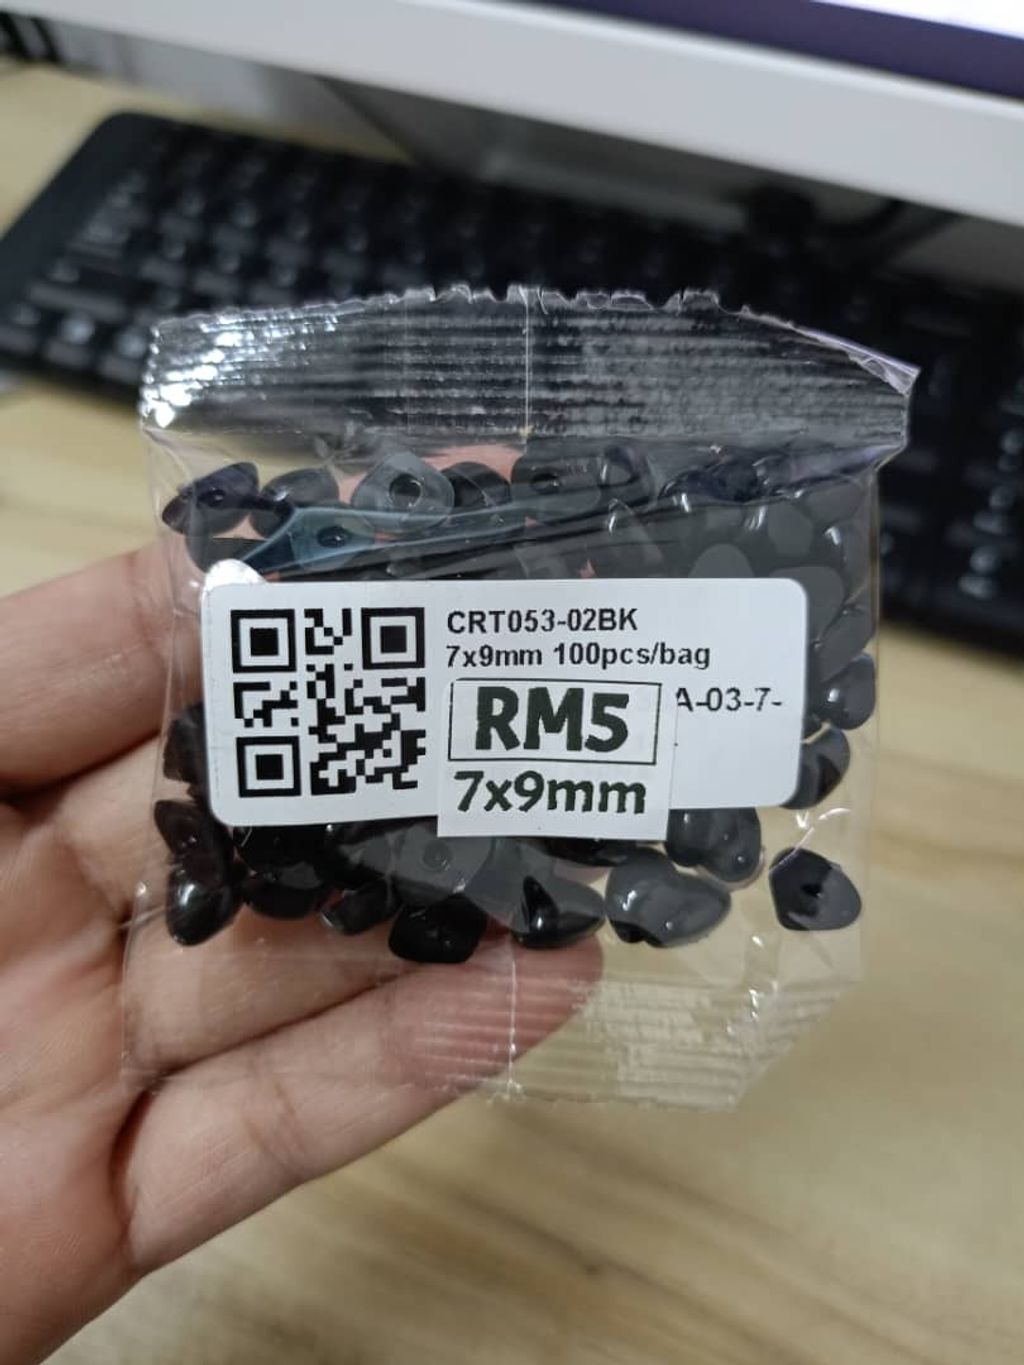 CRT053-02BK
7x9mm 100pcs/bag
A-03-7-
RM5
7x9mm